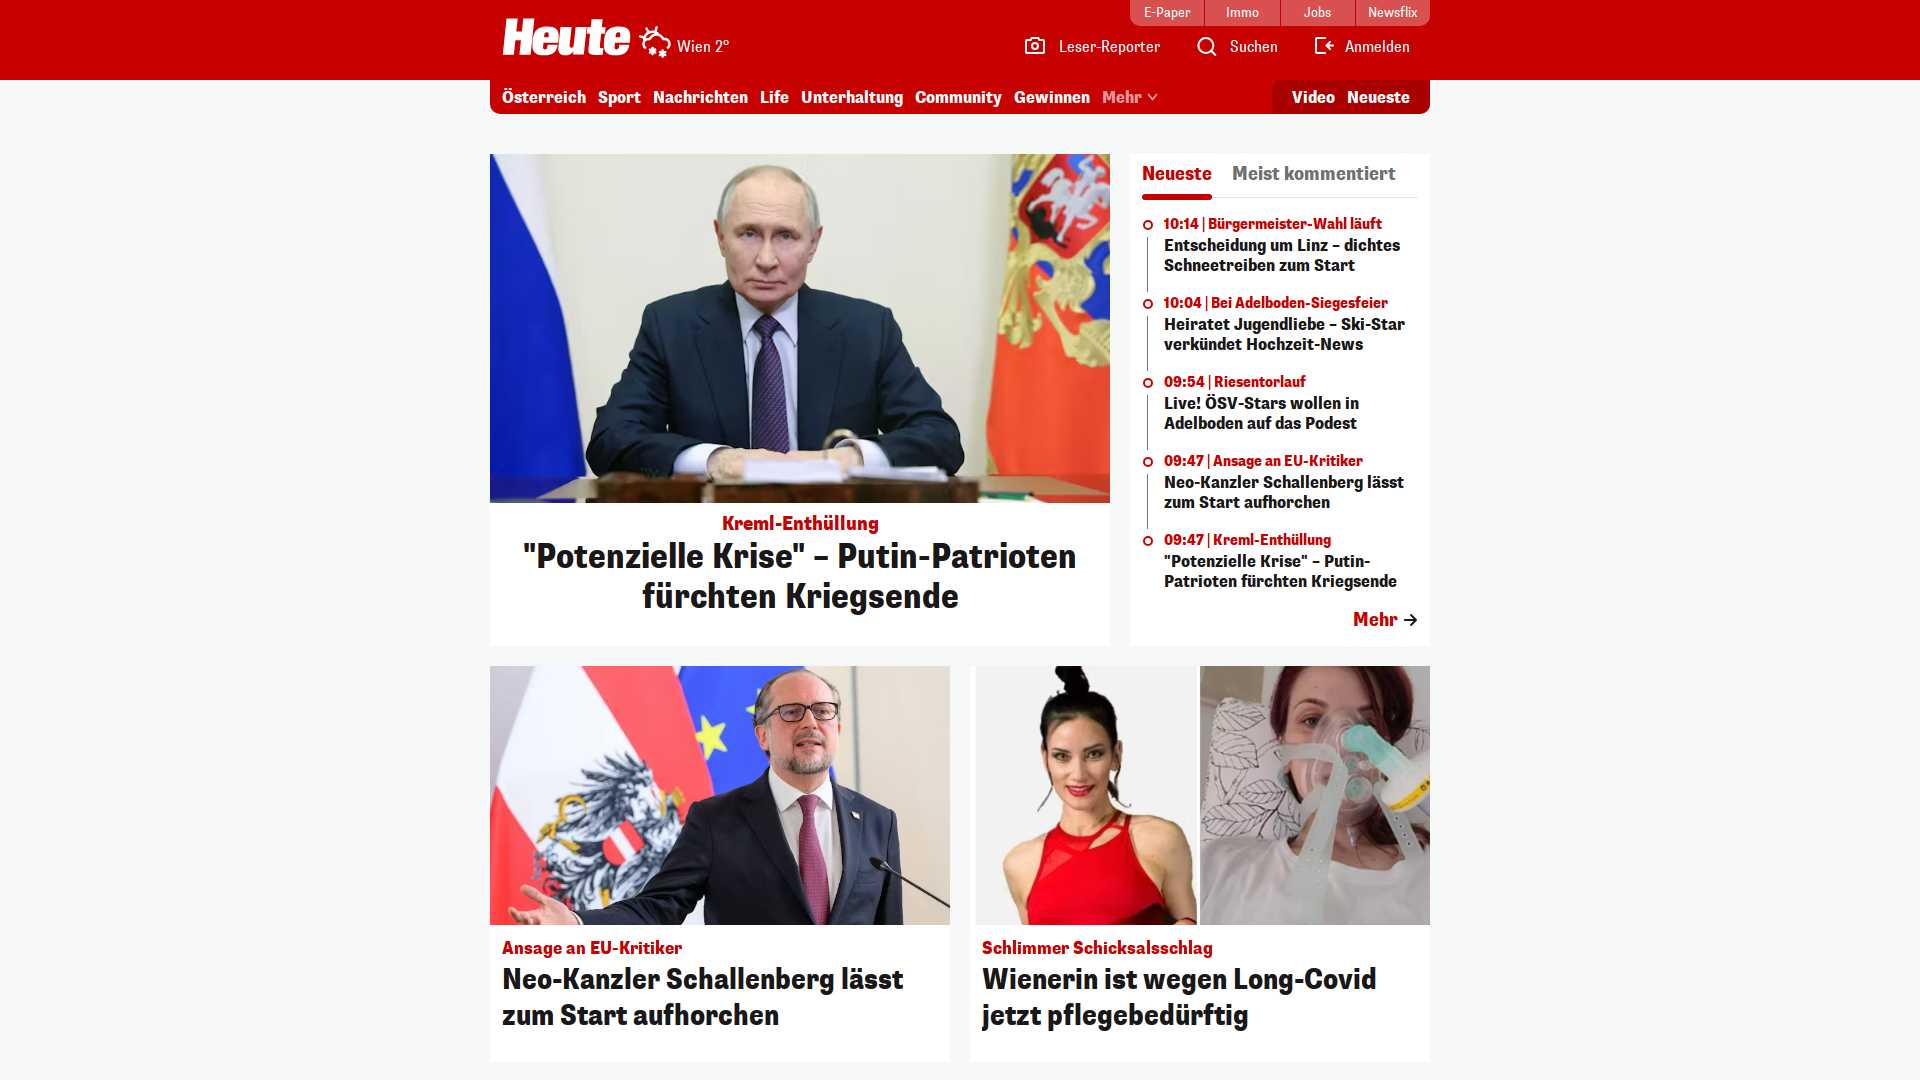 E-Paper
Immo
Jobs
Newsflix
Heute
Wien 2°
Leser-Reporter
Suchen
Anmelden
Österreich
Sport
Nachrichten
Life
Unterhaltung
Community
Gewinnen
Mehr
Video
Neueste
Kreml-Enthüllung
"Potenzielle Krise" – Putin-Patrioten
fürchten Kriegsende
Neueste
Meist kommentiert
10:14 | Bürgermeister-Wahl läuft
Entscheidung um Linz – dichtes
Schneetreiben zum Start
10:04 | Bei Adelboden-Siegesfeier
Heiratet Jugendliebe – Ski-Star
verkündet Hochzeit-News
09:54 | Riesentorlauf
Live! ÖSV-Stars wollen in
Adelboden auf das Podest
09:47 | Ansage an EU-Kritiker
Neo-Kanzler Schallenberg lässt
zum Start aufhorchen
09:47 | Kreml-Enthüllung
"Potenzielle Krise" – Putin-
Patrioten fürchten Kriegsende
Mehr
Ansage an EU-Kritiker
Neo-Kanzler Schallenberg lässt
zum Start aufhorchen
Schlimmer Schicksalsschlag
Wienerin ist wegen Long-Covid
jetzt pflegebedürftig